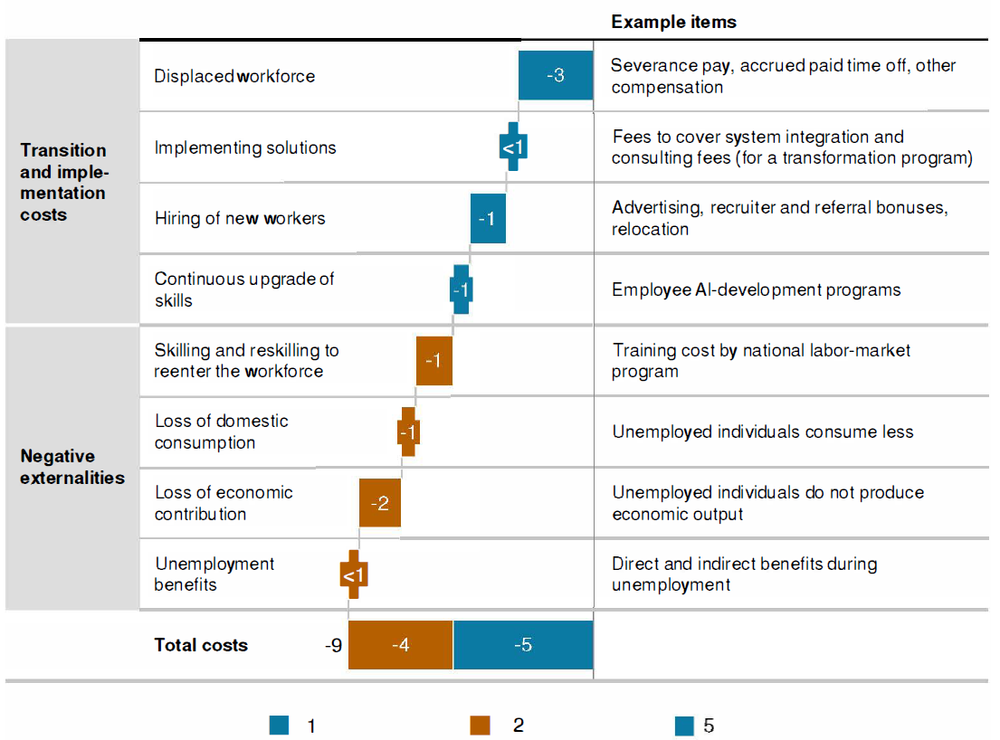 Example items
Transition
and imple-
mentation
costs
Displaced workforce
-3
Severance pay, accrued paid time off, other
compensation
Implementing solutions
<1
Fees to cover system integration and
consulting fees (for a transformation program)
Hiring of new workers
-1
Advertising, recruiter and referral bonuses,
relocation
Continuous upgrade of
skills
-1
Employee AI-development programs
Negative
externalities
Skilling and reskilling to
reenter the workforce
-1
Training cost by national labor-market
program
Loss of domestic
consumption
-1
Unemployed individuals consume less
Loss of economic
contribution
-2
Unemployed individuals do not produce
economic output
Unemployment
benefits
<1
Direct and indirect benefits during
unemployment
Total costs -9 -4 -5
1 2 5